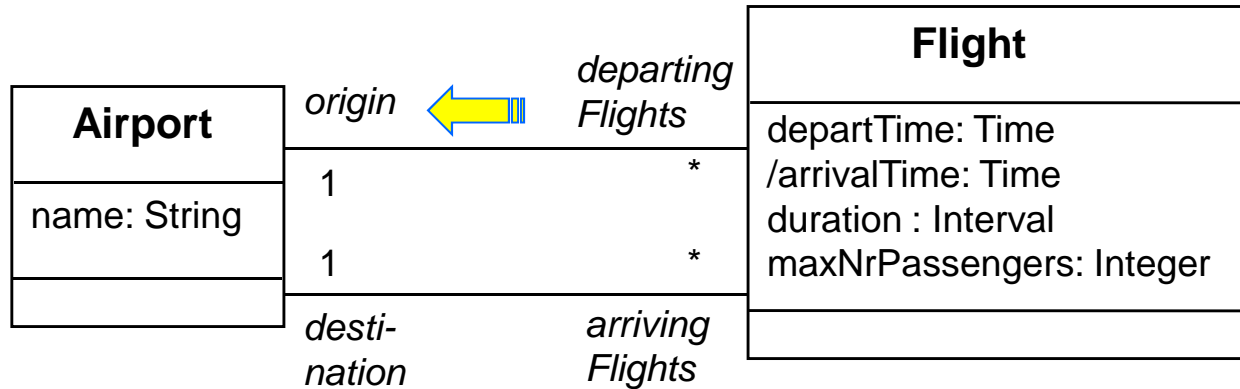 Airport
name: String
origin
departing
Flights
1
*
1
*
desti-
nation
arriving
Flights
Flight
departTime: Time
/arrivalTime: Time
duration : Interval
maxNrPassengers: Integer